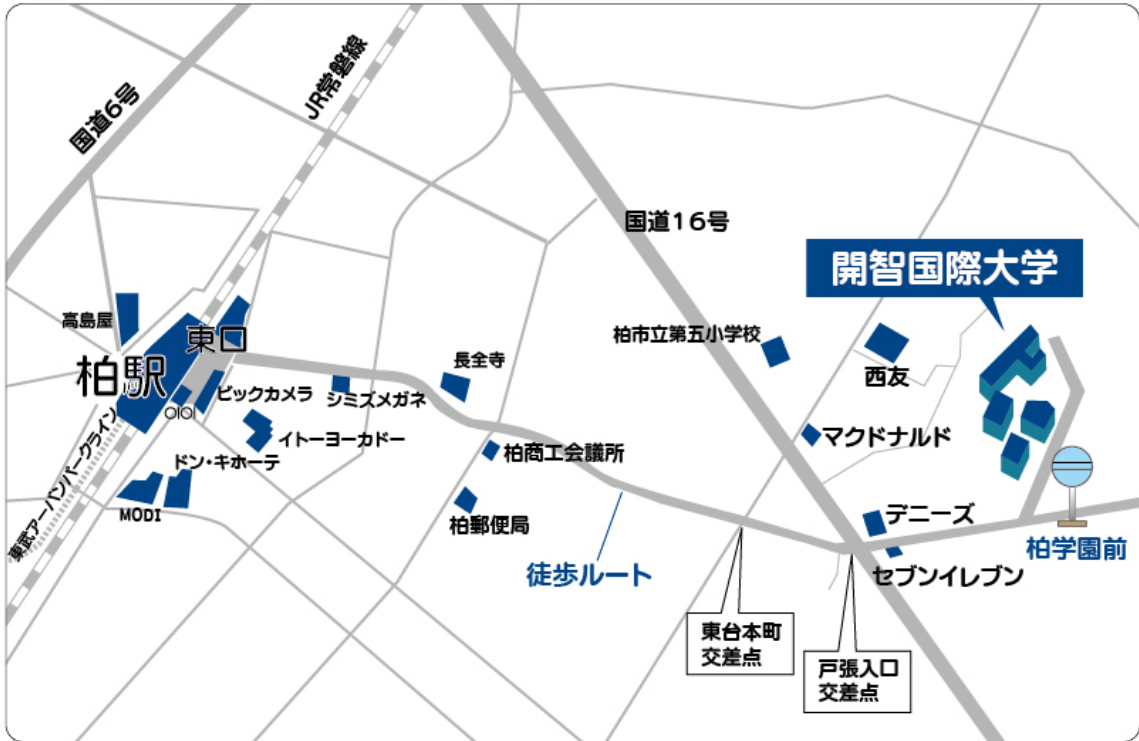 国道6号
JR常磐線
国道16号
開智国際大学
高島屋
東口
柏駅
柏市立第五小学校
長全寺
西友
ビックカメラ
シミズメガネ
OIOI
イトーヨーカドー
マクドナルド
柏商工会議所
ドン・キホーテ
東武アーバンパークライン
MODI
柏郵便局
デニーズ
柏学園前
徒歩ルート
セブンイレブン
東台本町
交差点
戸張入口
交差点